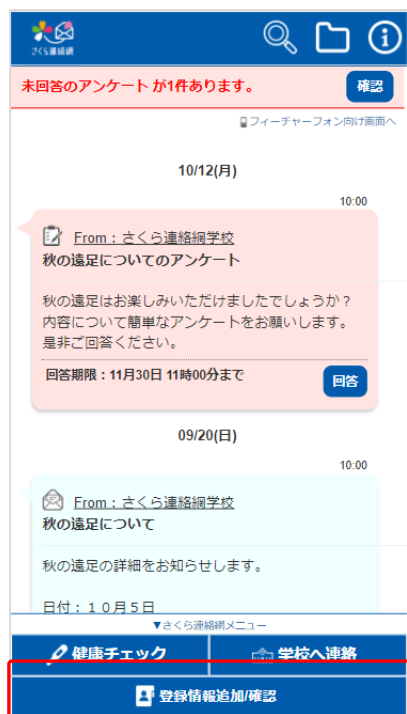 さくら連絡網
未回答のアンケート が1件あります。
確認
フィーチャーフォン向け画面へ
10/12(月)
10:00
From：さくら連絡網学校
秋の遠足についてのアンケート
秋の遠足はお楽しみいただけましたでしょうか？
内容について簡単なアンケートをお願いします。
是非ご回答ください。
回答期限：11月30日 11時00分まで
回答
09/20(日)
10:00
From：さくら連絡網学校
秋の遠足について
秋の遠足の詳細をお知らせします。
日付：１０月５日
▼さくら連絡網メニュー
健康チェック
学校へ連絡
登録情報追加/確認